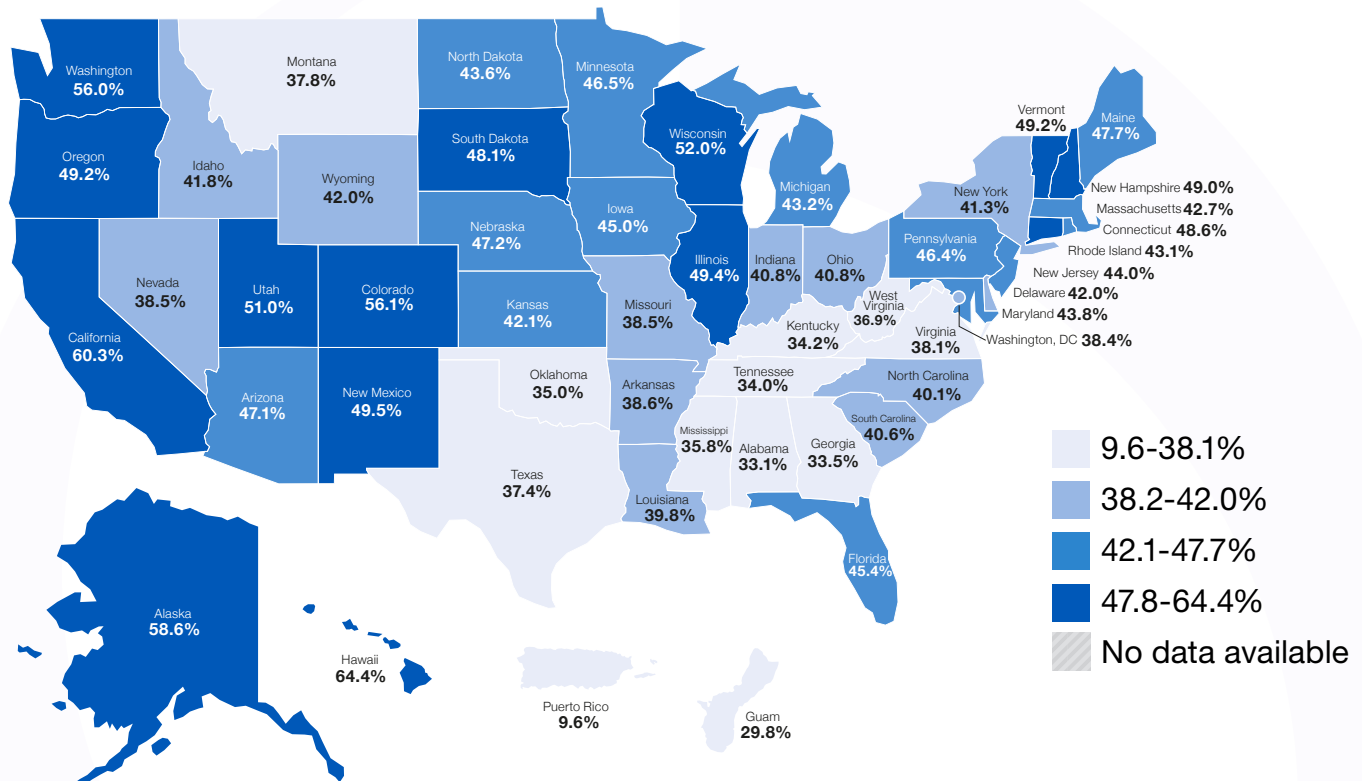 Washington
56.0%
Oregon
49.2%
California
60.3%
Idaho
41.8%
Nevada
38.5%
Montana
37.8%
Wyoming
42.0%
Utah
51.0%
Colorado
56.1%
Arizona
47.1%
New Mexico
49.5%
North Dakota
43.6%
South Dakota
48.1%
Nebraska
47.2%
Kansas
42.1%
Oklahoma
35.0%
Texas
37.4%
Minnesota
46.5%
Iowa
45.0%
Missouri
38.5%
Arkansas
38.6%
Louisiana
39.8%
Wisconsin
52.0%
Illinois
49.4%
Michigan
43.2%
Indiana
40.8%
Ohio
40.8%
Kentucky
34.2%
Tennessee
34.0%
Mississippi
35.8%
Alabama
33.1%
Georgia
33.5%
Florida
45.4%
South Carolina
40.6%
North Carolina
40.1%
Virginia
38.1%
West
Virginia
36.9%
Pennsylvania
46.4%
New York
41.3%
Vermont
49.2%
Maine
47.7%
New Hampshire 49.0%
Massachusetts 42.7%
Connecticut 48.6%
Rhode Island 43.1%
New Jersey 44.0%
Delaware 42.0%
Maryland 43.8%
Washington, DC 38.4%
Alaska
58.6%
Hawaii
64.4%
Puerto Rico
9.6%
Guam
29.8%
9.6-38.1%
38.2-42.0%
42.1-47.7%
47.8-64.4%
No data available